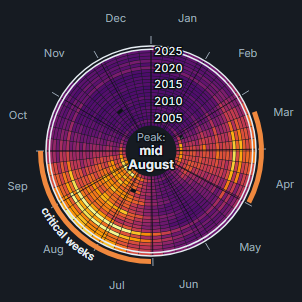 Dec
Jan
Nov
Feb
2025
2020
2015
2010
2005
Oct
Mar
Peak:
mid
August
Sep
Apr
critical weeks
Aug
May
Jul
Jun